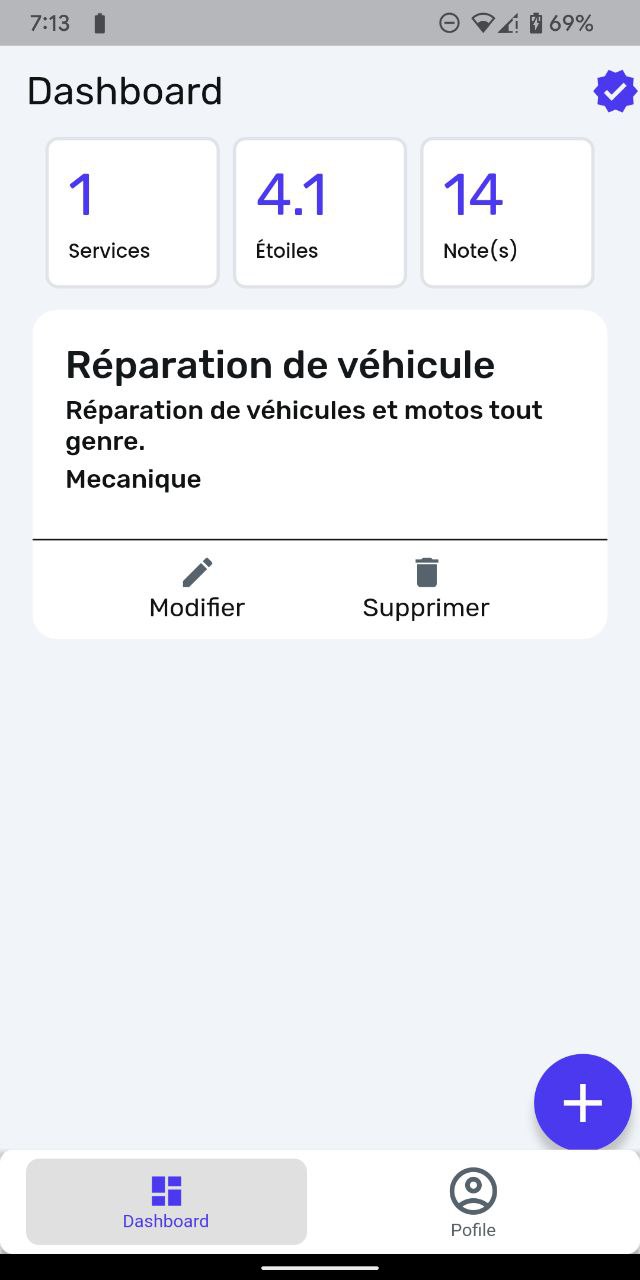 7:13 69%
Dashboard
1 4.1 14
Services Étoiles Note(s)
Réparation de véhicule
Réparation de véhicules et motos tout
genre.
Mecanique
Modifier Supprimer
Dashboard Pofile